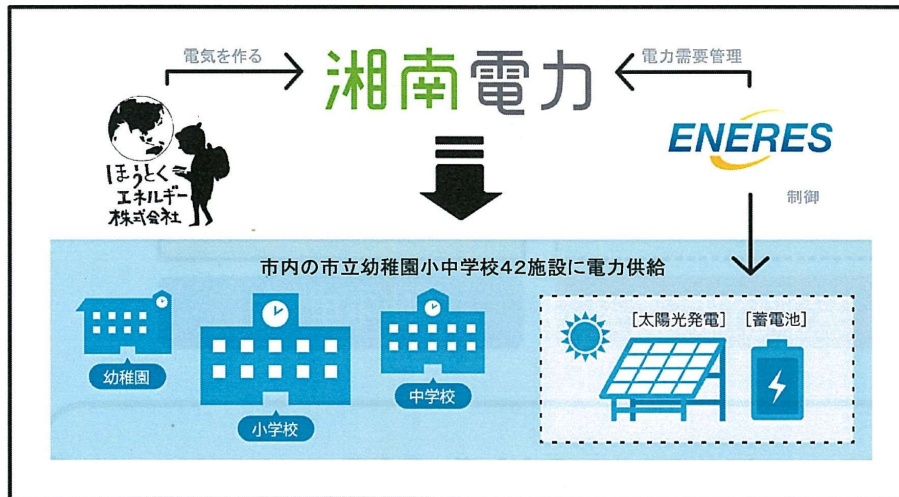 電気を作る
湘南電力
電力需要管理
ほうとく
エネルギー
株式会社
ENERES
制御
市内の市立幼稚園小中学校42施設に電力供給
[太陽光発電] [蓄電池]
幼稚園
小学校
中学校